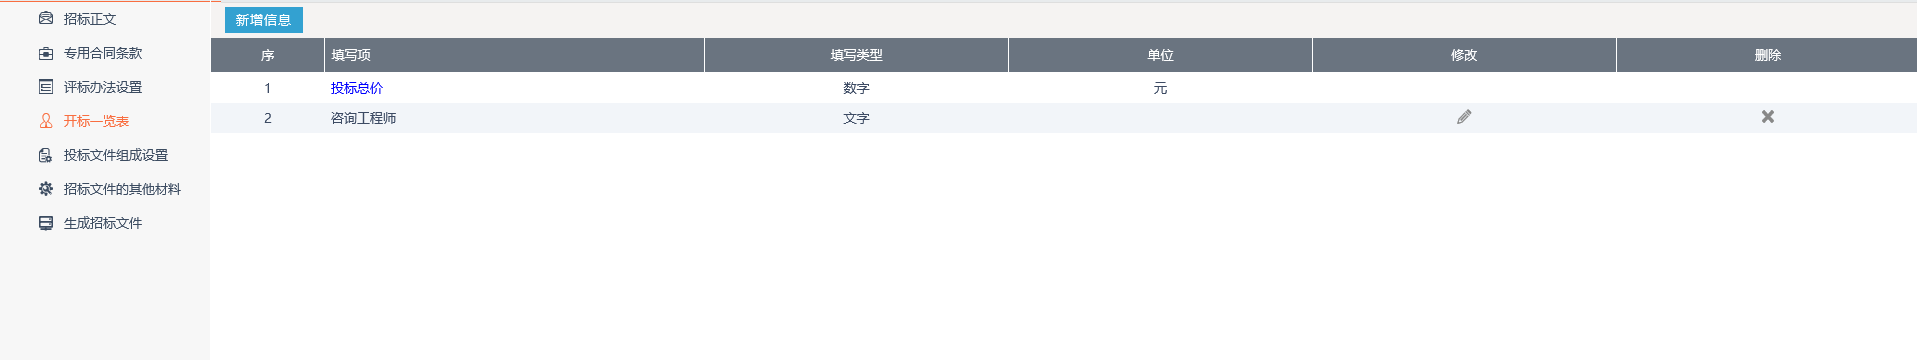 招标正文
专用合同条款
评标办法设置
开标一览表
投标文件组成设置
招标文件的其他材料
生成招标文件
新增信息
序 填写项 填写类型 单位 修改 删除
1 投标总价 数字 元
2 咨询工程师 文字